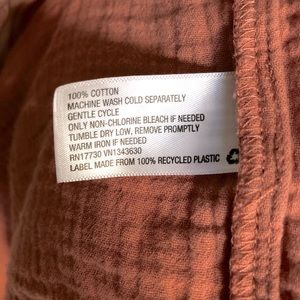 100% COTTON
MACHINE WASH COLD SEPARATELY
GENTLE CYCLE
ONLY NON-CHLORINE BLEACH IF NEEDED
TUMBLE DRY LOW, REMOVE PROMPTLY
WARM IRON IF NEEDED
RN17730 VN1343630
LABEL MADE FROM 100% RECYCLED PLASTIC